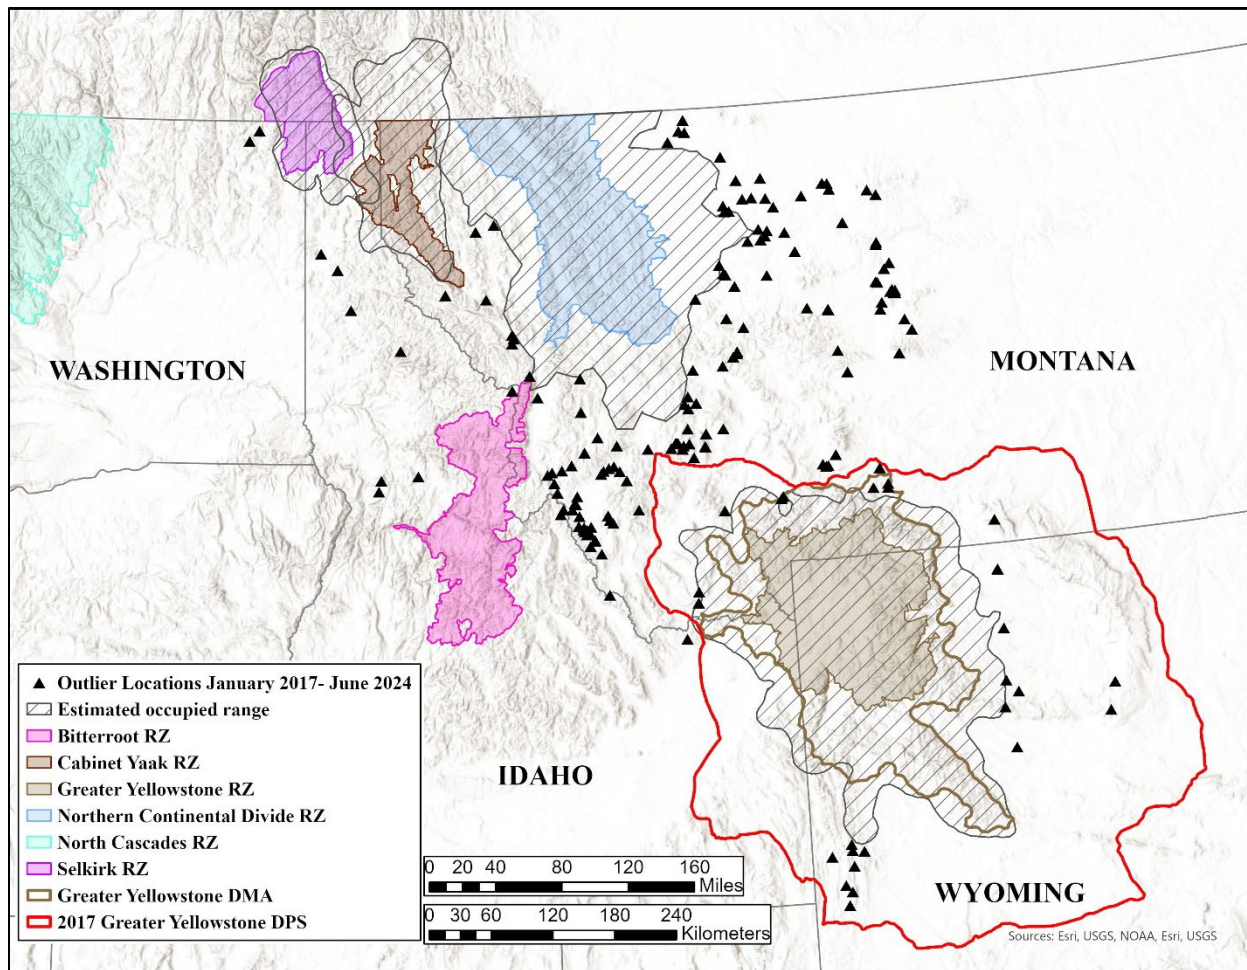 WASHINGTON
MONTANA
IDAHO
WYOMING
Outlier Locations January 2017- June 2024
Estimated occupied range
Bitterroot RZ
Cabinet Yaak RZ
Greater Yellowstone RZ
Northern Continental Divide RZ
North Cascades RZ
Selkirk RZ
Greater Yellowstone DMA
2017 Greater Yellowstone DPS
0 20 40 80 120 160
Miles
0 30 60 120 180 240
Kilometers
Sources: Esri, USGS, NOAA, Esri, USGS